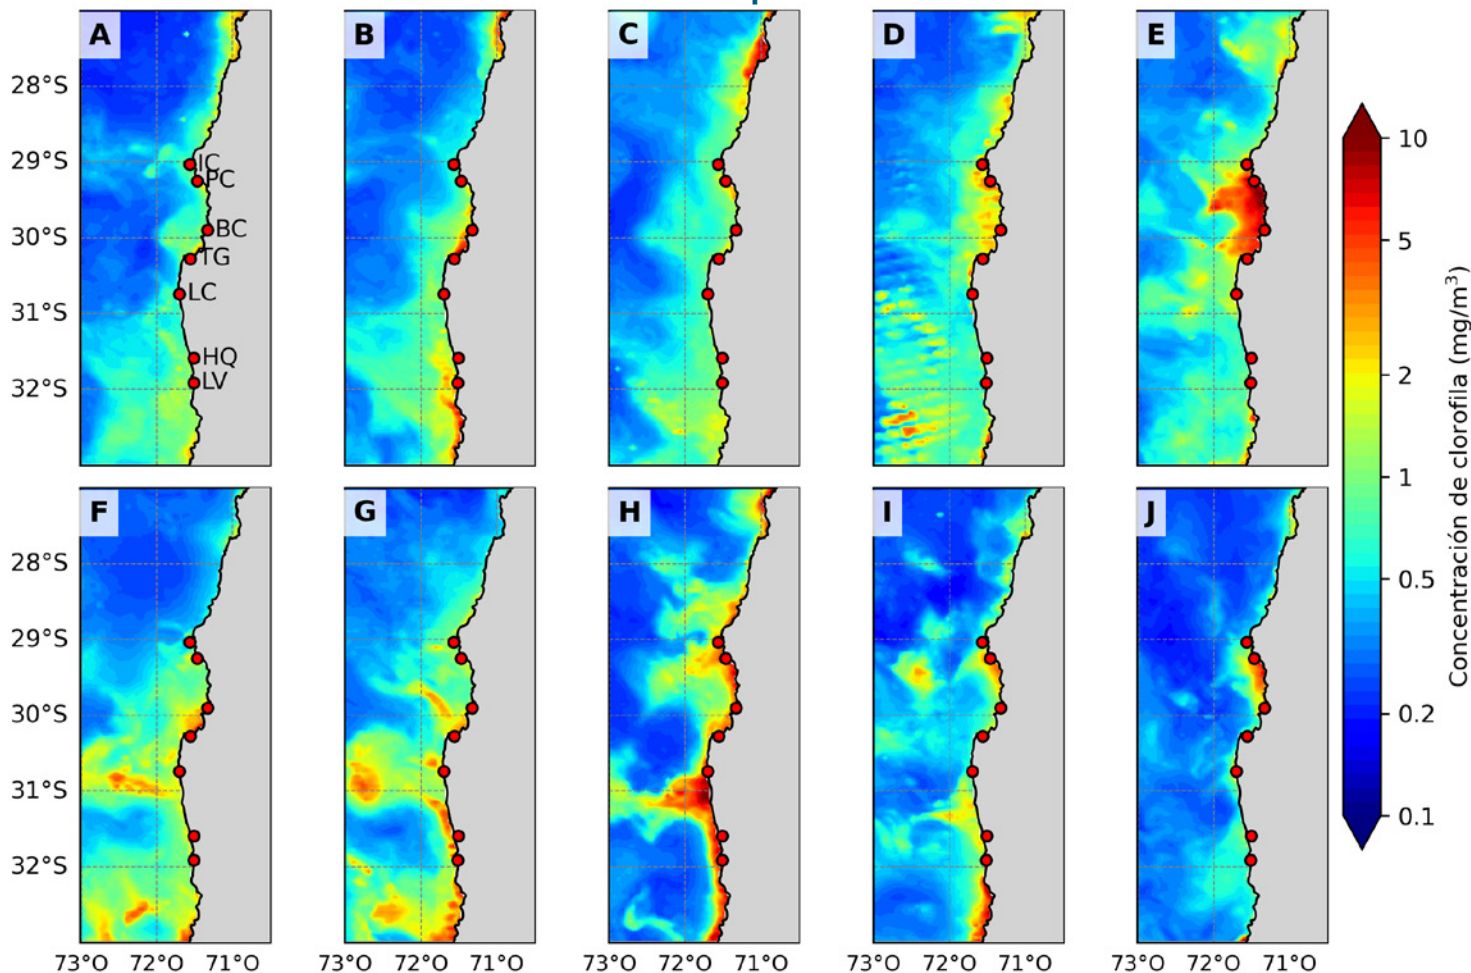 A B C D E
28°S
29°S
IC
PC
BC
30°S
TG
LC
31°S
HQ
LV
32°S
10
5
2
1
0.5
0.2
0.1
Concentración de clorofila (mg/m³)
F G H I J
28°S
29°S
30°S
31°S
32°S
73°O 72°O 71°O 73°O 72°O 71°O 73°O 72°O 71°O 73°O 72°O 71°O 73°O 72°O 71°O